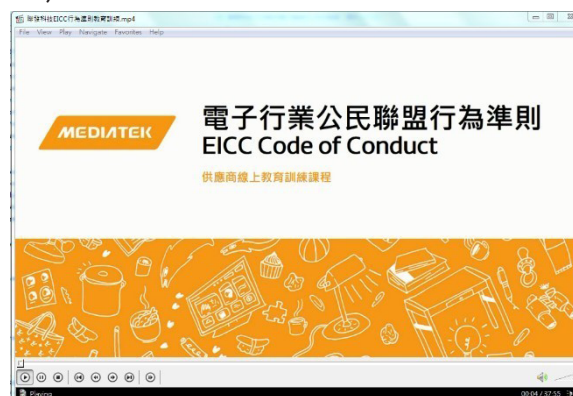 聯發科技EICC行為準則教育訓練.mp4
File View Play Navigate Favorites Help
MEDIATEK
電子行業公民聯盟行為準則
EICC Code of Conduct
供應商線上教育訓練課程
Playing
00:04 / 37:55